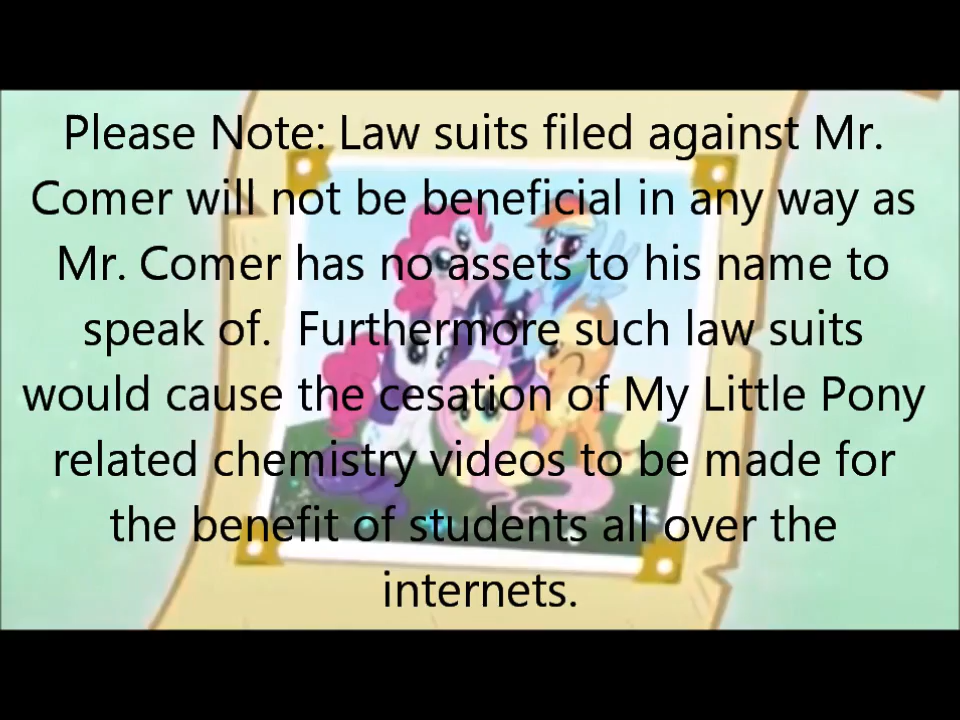 Please Note: Law suits filed against Mr.
Comer will not be beneficial in any way as
Mr. Comer has no assets to his name to
speak of.  Furthermore such law suits
would cause the cesation of My Little Pony
related chemistry videos to be made for
the benefit of students all over the
internets.